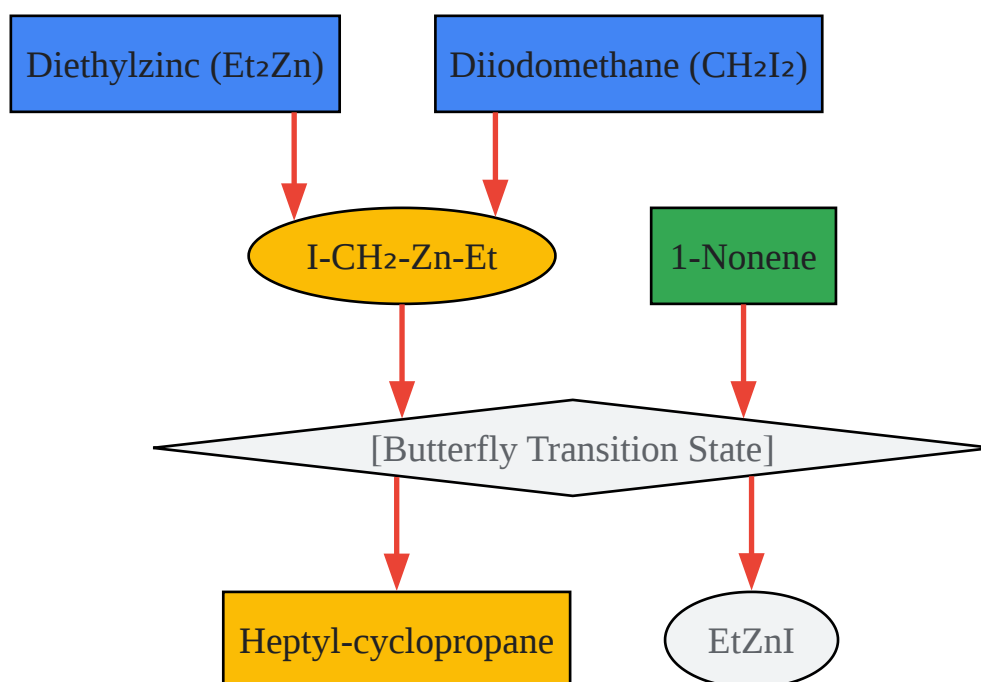 Diethylzinc (Et₂Zn)
Diiodomethane (CH₂I₂)
I-CH₂-Zn-Et
1-Nonene
[Butterfly Transition State]
Heptyl-cyclopropane
EtZnI